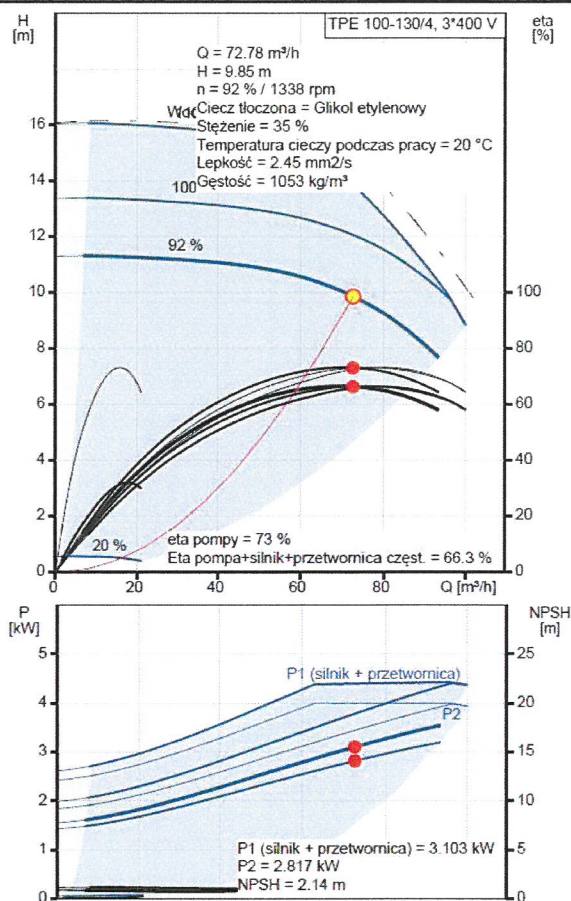 H
[m]
TPE 100-130/4, 3*400 V
eta
[%]
Q = 72.78 m³/h
H = 9.85 m
n = 92 % / 1338 rpm
Ciecz tłoczona = Glikol etylenowy
Stężenie = 35 %
Temperatura cieczy podczas pracy = 20 °C
Lepkość = 2.45 mm2/s
Gęstość = 1053 kg/m³
16
14
100
12
92 %
10
100
8
80
6
60
4
40
2
20
20 %
eta pompy = 73 %
Eta pompa+silnik+przetwornica częst. = 66.3 %
0
0
0
20
40
60
80
Q [m³/h]
P
[kW]
NPSH
[m]
5
25
P1 (silnik + przetwornica)
4
20
P2
3
15
2
10
1
5
P1 (silnik + przetwornica) = 3.103 kW
P2 = 2.817 kW
NPSH = 2.14 m
0
0